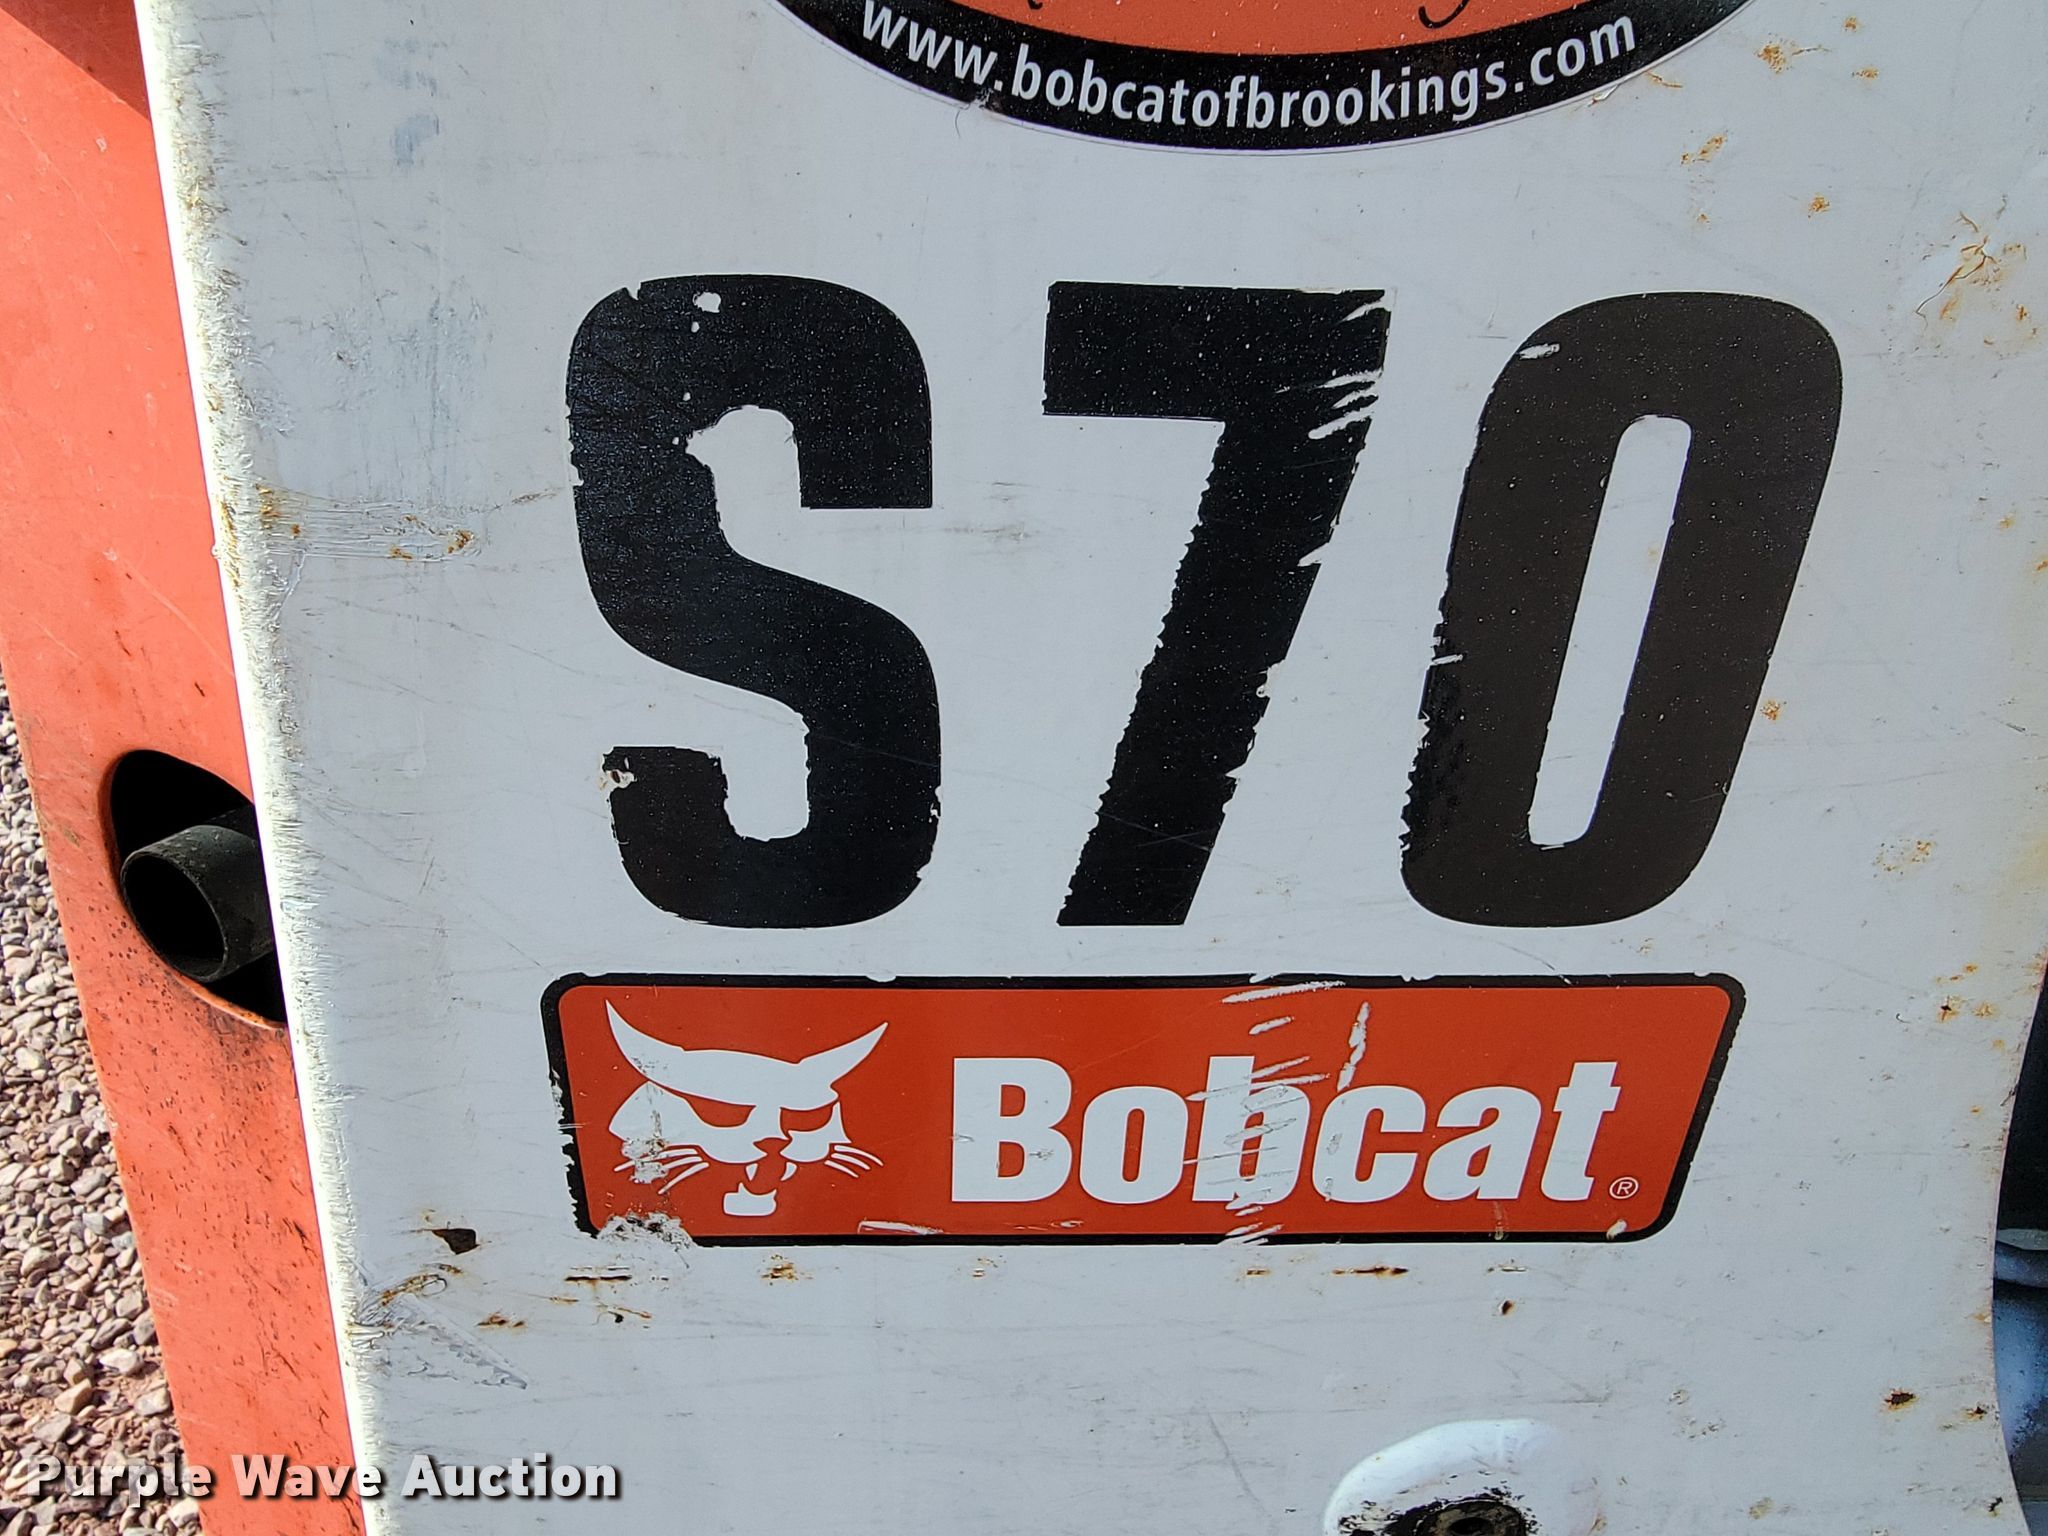 www.bobcatofbrookings.com
S70
Bobcat®
Purple Wave Auction